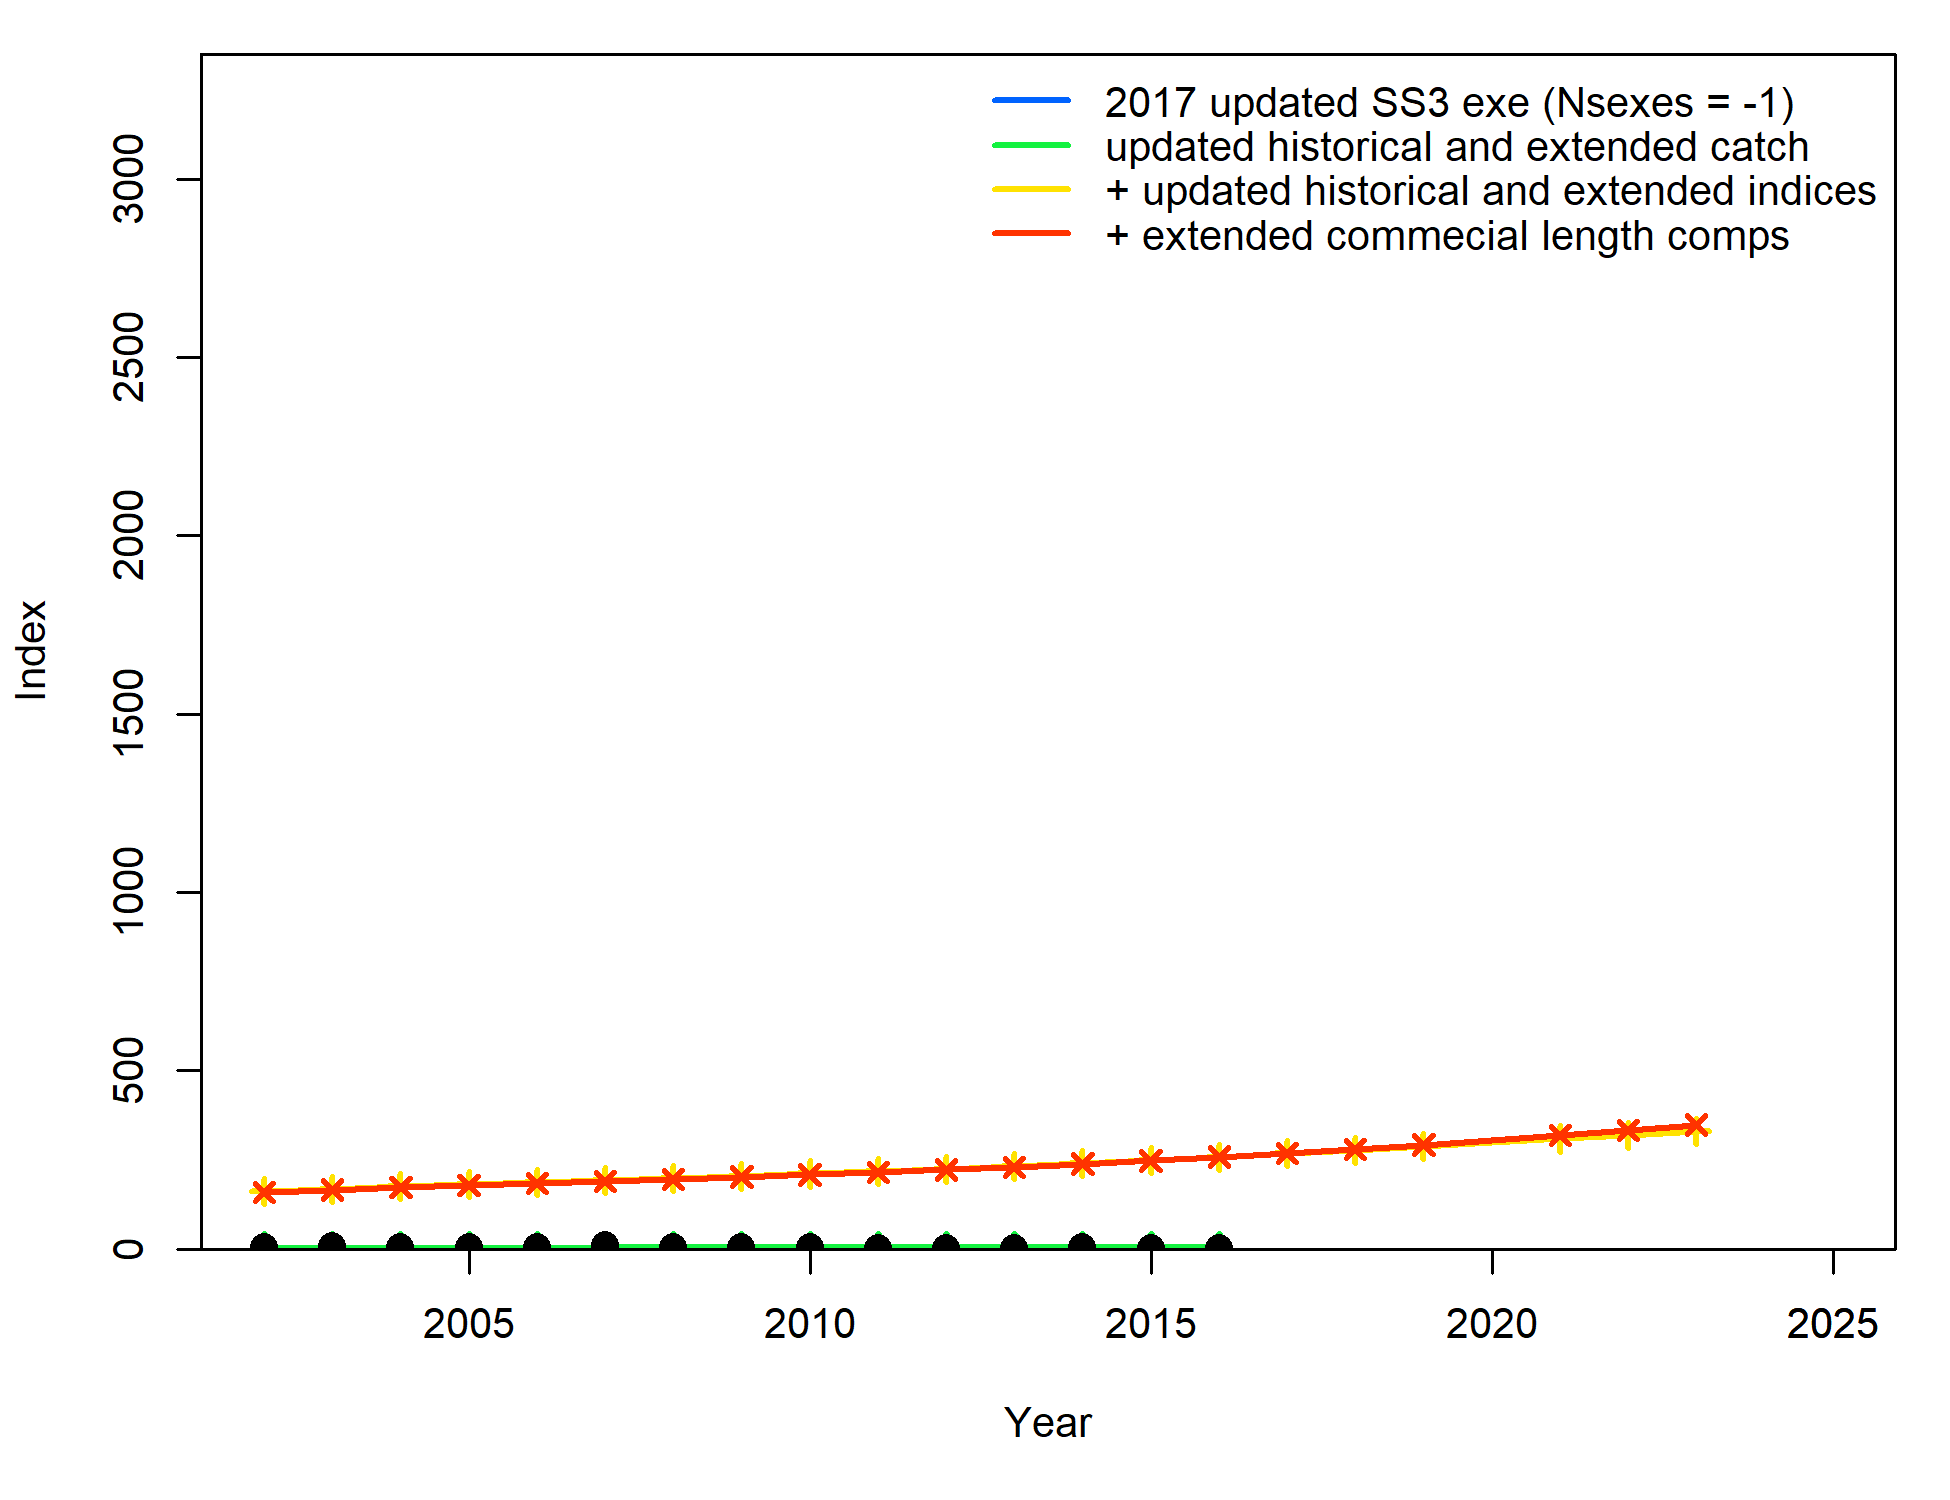 2017 updated SS3 exe (Nsexes = -1)
updated historical and extended catch
+ updated historical and extended indices
+ extended commecial length comps
3000
2500
2000
1500
1000
500
0
Index
2005
2010
2015
2020
2025
Year